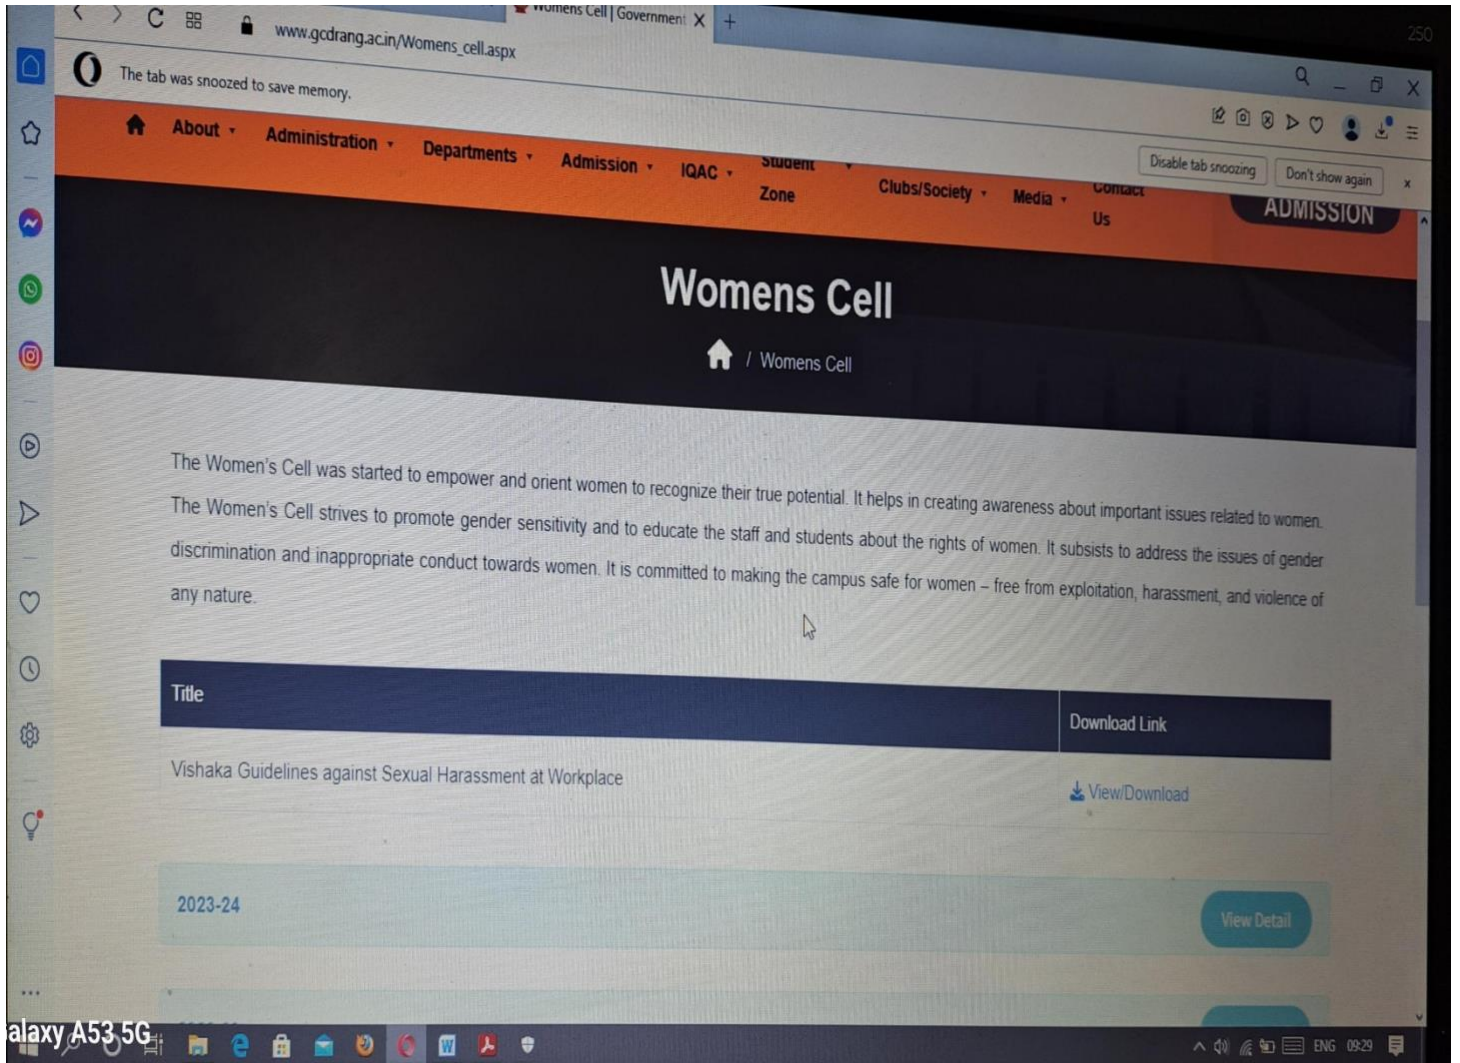 Womens Cell | Government
250
www.gcdrang.ac.in/Womens_cell.aspx
The tab was snoozed to save memory.
Disable tab snoozing
Don't show again
About
Administration
Departments
Admission
IQAC
Student
Zone
Clubs/Society
Media
Contact
Us
ADMISSION
Womens Cell
/ Womens Cell
The Women's Cell was started to empower and orient women to recognize their true potential. It helps in creating awareness about important issues related to women.
The Women's Cell strives to promote gender sensitivity and to educate the staff and students about the rights of women. It subsists to address the issues of gender
discrimination and inappropriate conduct towards women. It is committed to making the campus safe for women – free from exploitation, harassment, and violence of
any nature.
Title
Download Link
Vishaka Guidelines against Sexual Harassment at Workplace
View/Download
2023-24
View Detail
alaxy A53 5G
ENG
09:29